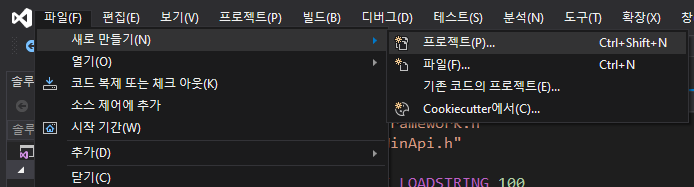 파일(F) 편집(E) 보기(V) 프로젝트(P) 빌드(B) 디버그(D) 테스트(S) 분석(N) 도구(T) 확장(X) 창
새로 만들기(N)
프로젝트(P)... Ctrl+Shift+N
열기(O)
파일(F)... Ctrl+N
솔루
코드 복제 또는 체크 아웃(K)
기존 코드의 프로젝트(E)...
소스 제어에 추가
Cookiecutter에서(C)...
솔루
시작 기간(W)
ramework.h"
추가(D)
inApi.h"
닫기(C)
LOADSTRING 100